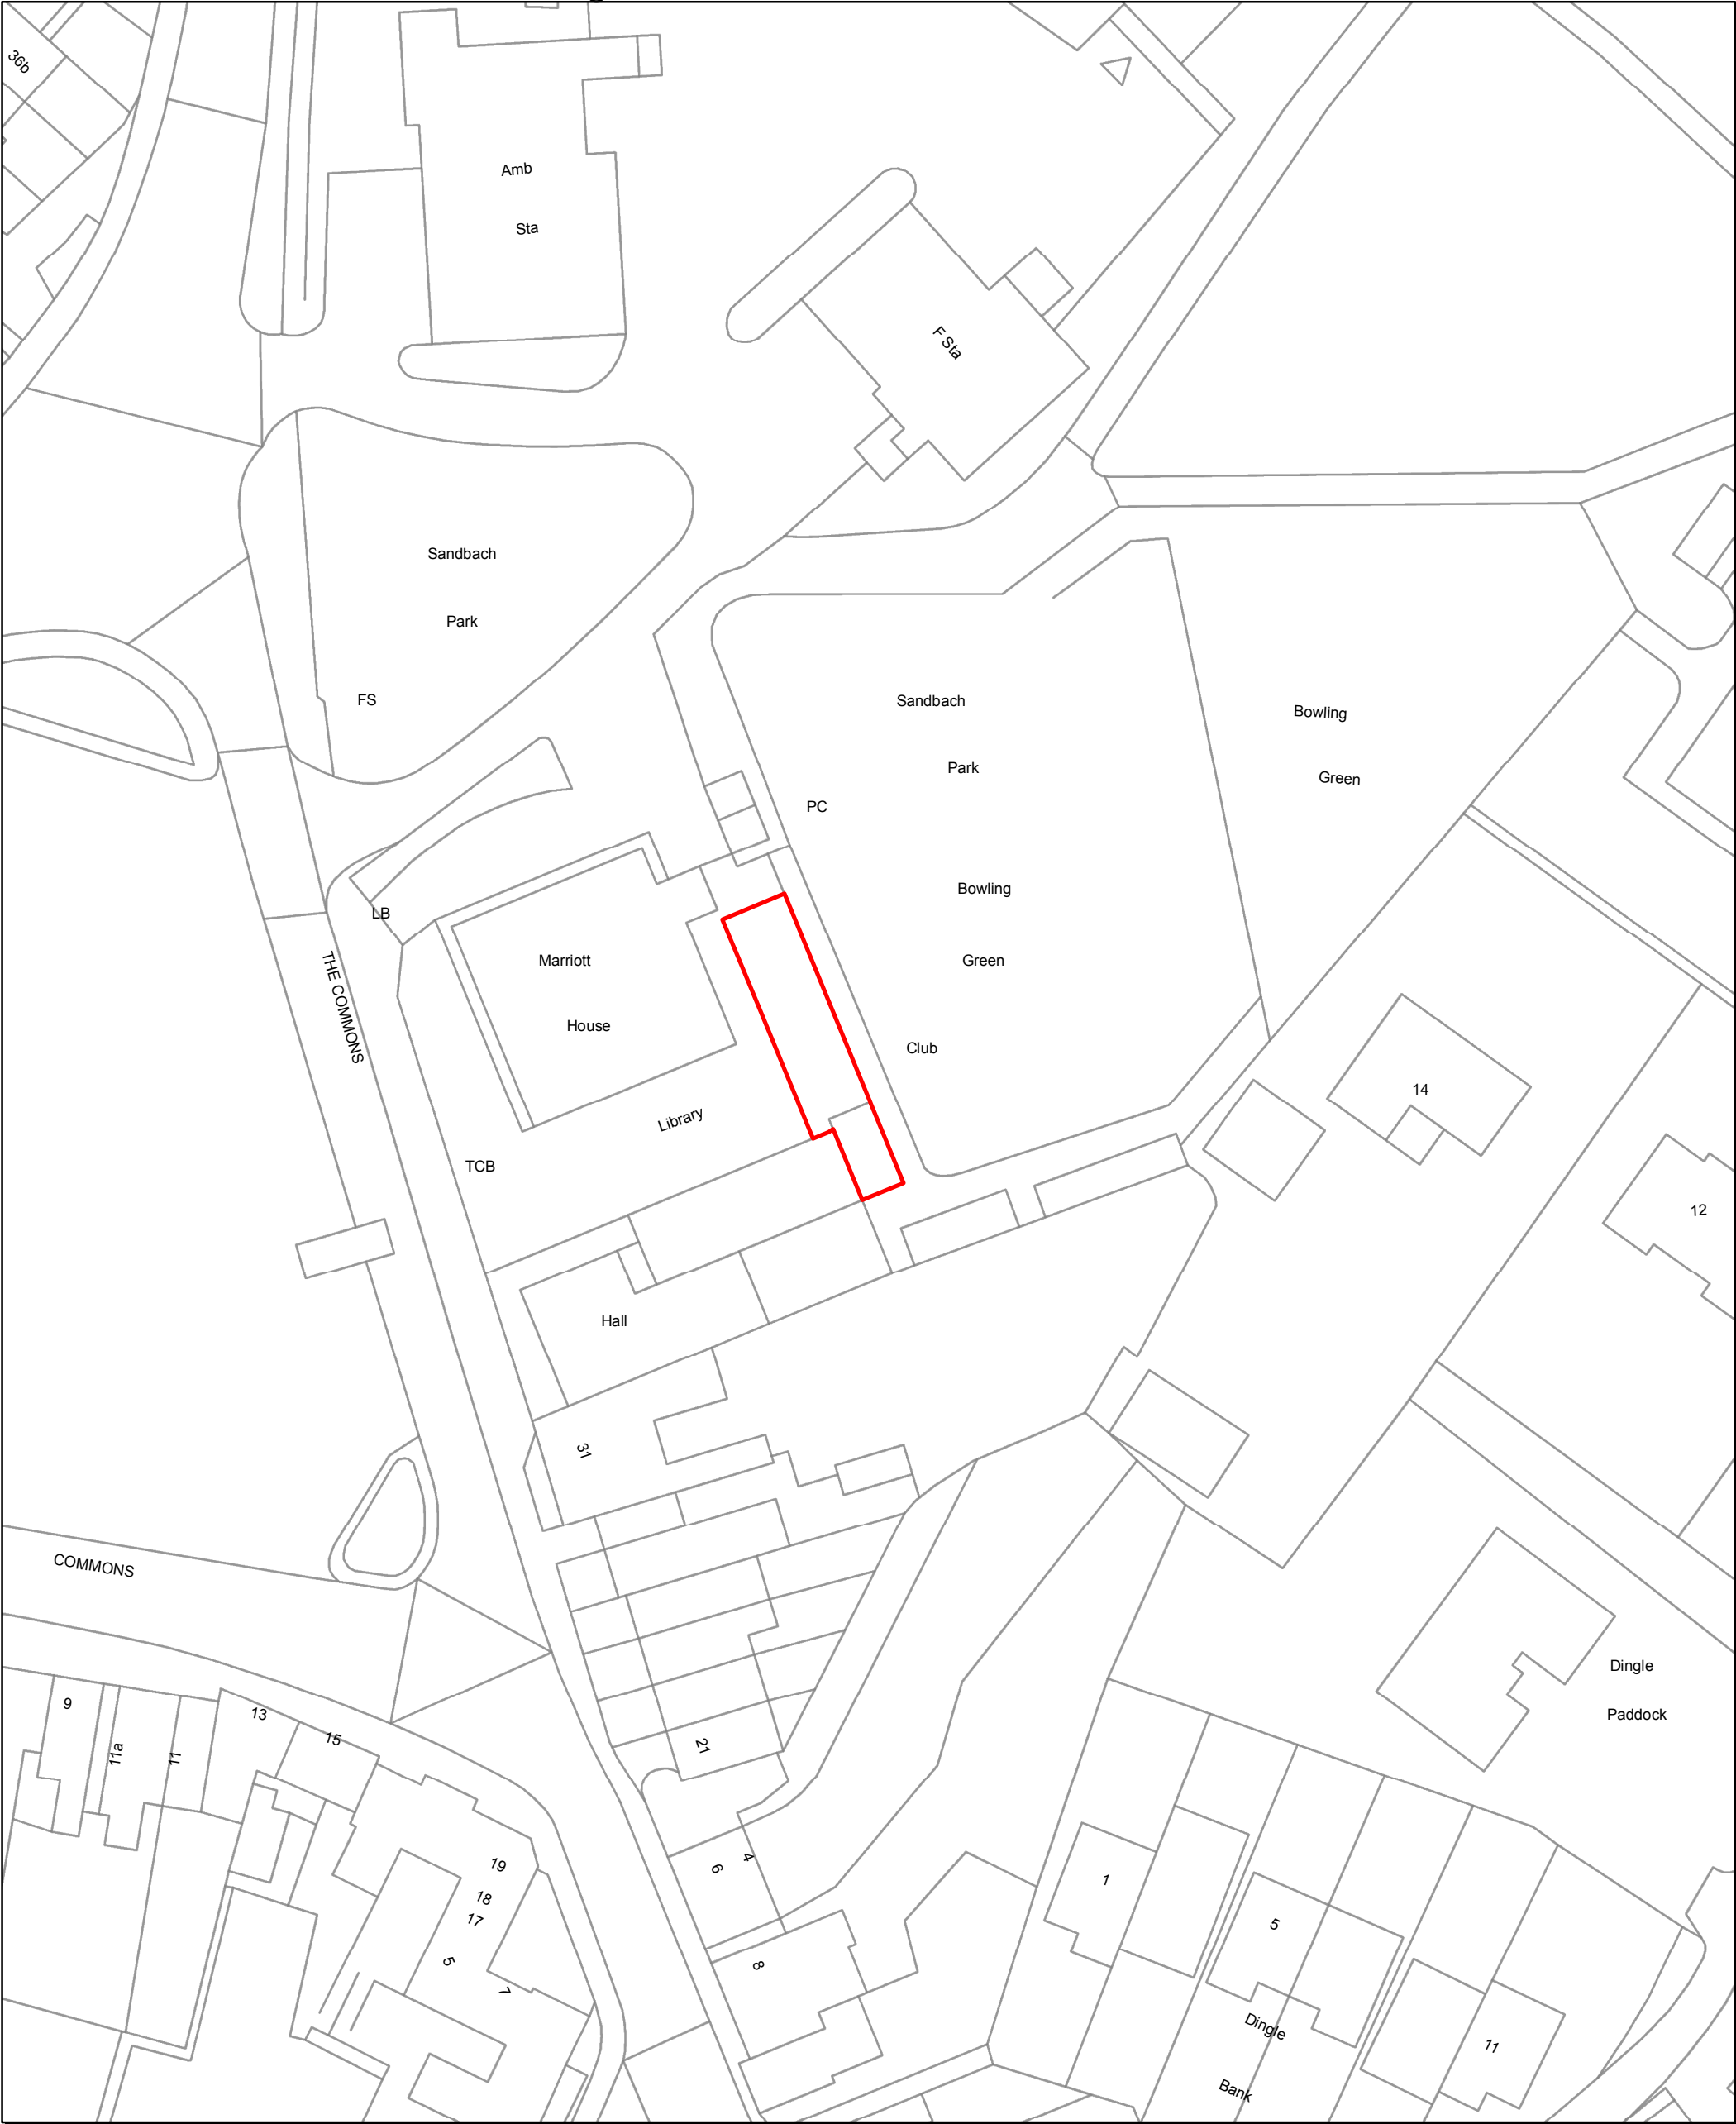 36b
Amb
Sta
F Sta
Sandbach
Park
FS
Sandbach
Park
Bowling
Green
PC
Bowling
Green
Club
LB
THE COMMONS
Marriott
House
Library
TCB
Hall
14
12
31
COMMONS
21
9
11a
11
13
15
19
18
17
5
7
6
4
8
Dingle
Paddock
1
5
11
Dingle
Bank